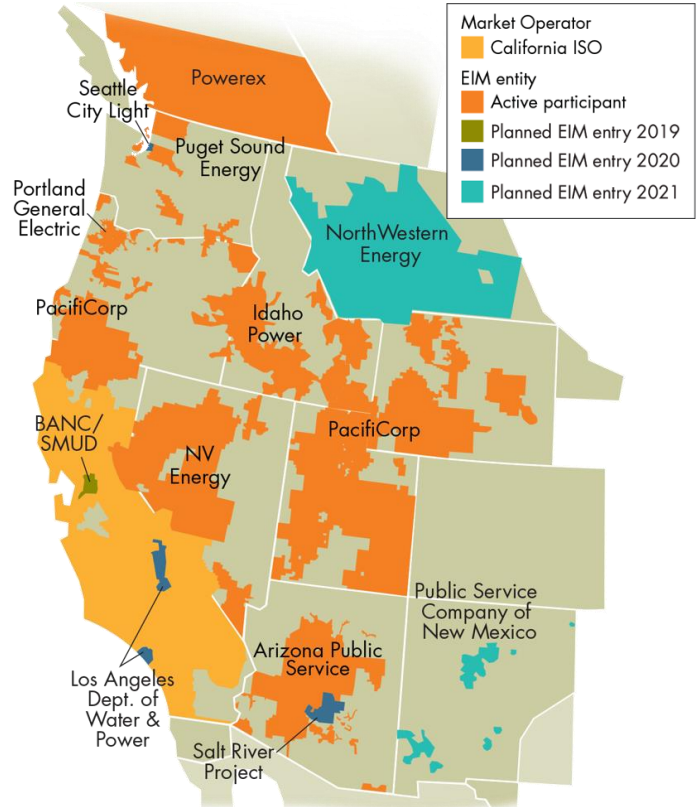 Market Operator
California ISO
EIM entity
Active participant
Planned EIM entry 2019
Planned EIM entry 2020
Planned EIM entry 2021
Powerex
Seattle
City Light
Puget Sound
Energy
Portland
General
Electric
NorthWestern
Energy
PacifiCorp
Idaho
Power
BANC/
SMUD
PacifiCorp
NV
Energy
Public Service
Company of
New Mexico
Arizona Public
Service
Los Angeles
Dept. of
Water &
Power
Salt River
Project